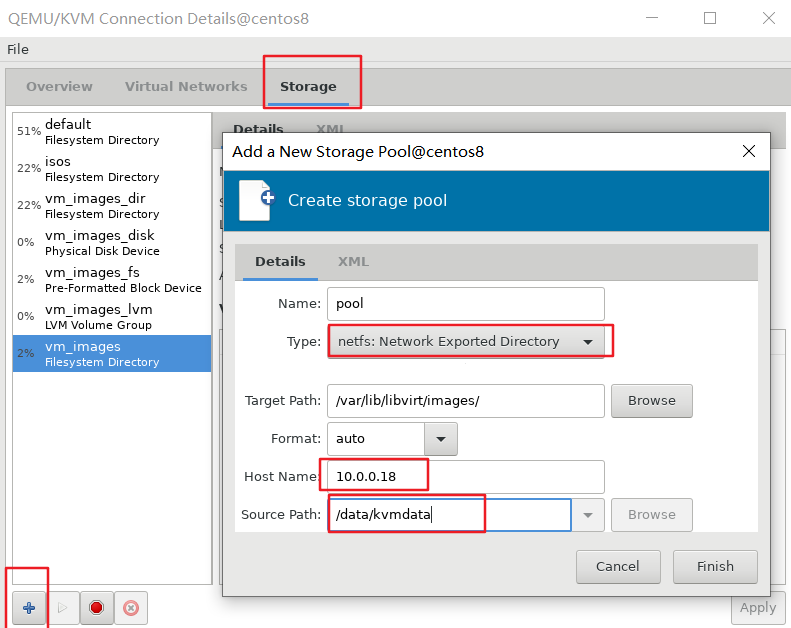 QEMU/KVM Connection Details@centos8
File
Overview Virtual Networks Storage
51% default
Filesystem Directory
22% isos
Filesystem Directory
22% vm_images_dir
Filesystem Directory
0% vm_images_disk
Physical Disk Device
2% vm_images_fs
Pre-Formatted Block Device
0% vm_images_lvm
LVM Volume Group
2% vm_images
Filesystem Directory
Details XML
Add a New Storage Pool@centos8
Create storage pool
Details XML
Name: pool
Type: netfs: Network Exported Directory
Target Path: /var/lib/libvirt/images/ Browse
Format: auto
Host Name: 10.0.0.18
Source Path: /data/kvmdata Browse
Cancel Finish
Apply